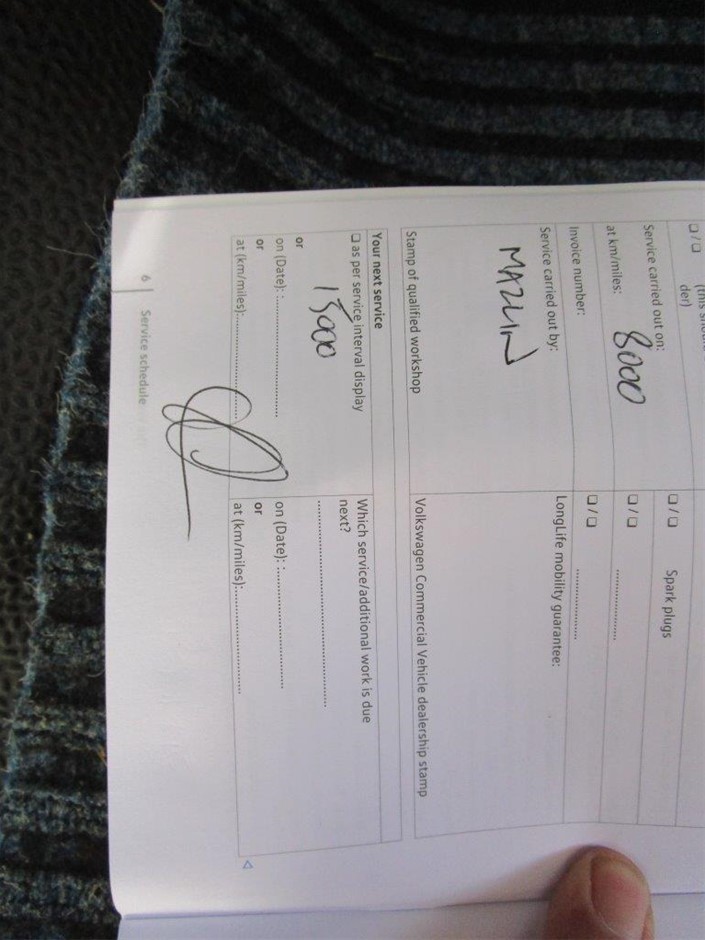 ❑ / ❑
der)
Service carried out on:
8000
at km/miles:
Invoice number:
Service carried out by:
MAZLIN
Stamp of qualified workshop
❑ / ❑ Spark plugs
❑ / ❑ ....................
❑ / ❑ ....................
LongLife mobility guarantee:
Volkswagen Commercial Vehicle dealership stamp
Your next service
❑ as per service interval display
15000
or
on (Date): :..............................
or
at (km/miles):..........................
Which service/additional work is due
next?
..................................................
on (Date): :..............................
or
at (km/miles):..........................
6 Service schedule